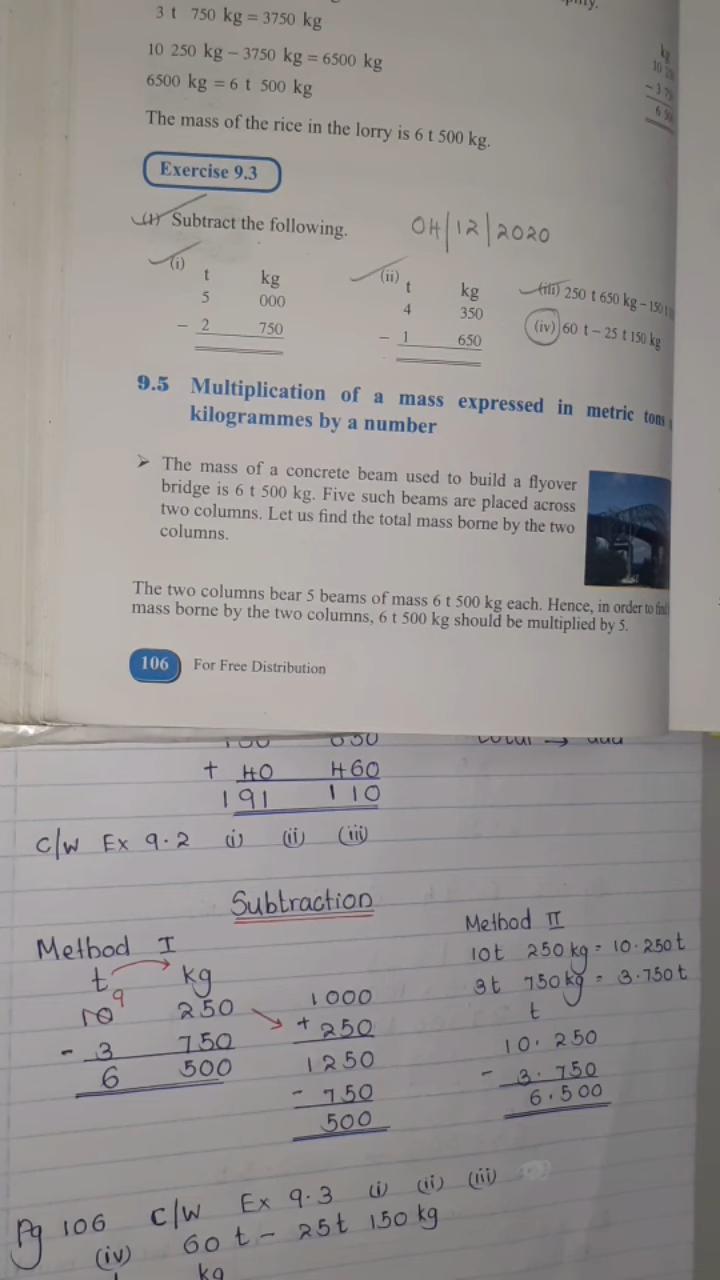 3 t 750 kg = 3750 kg
10 250 kg – 3750 kg = 6500 kg
6500 kg = 6 t 500 kg
The mass of the rice in the lorry is 6 t 500 kg.
kg
Exercise 9.3
(1) Subtract the following.
04/12/2020
(i)
t kg
5 000
– 2 750
(ii)
t kg
4 350
– 1 650
(iii) 250 t 650 kg – 150 t
(iv) 60 t – 25 t 150 kg
9.5 Multiplication of a mass expressed in metric tons
kilogrammes by a number
➢ The mass of a concrete beam used to build a flyover
bridge is 6 t 500 kg. Five such beams are placed across
two columns. Let us find the total mass borne by the two
columns.
The two columns bear 5 beams of mass 6 t 500 kg each. Hence, in order to find
mass borne by the two columns, 6 t 500 kg should be multiplied by 5.
106 For Free Distribution
+ 40 460
191 110
C/W Ex 9.2 (i) (ii) (iii)
Subtraction
Method I
t kg
10 9 250
- 3 750
6 500
1000
+ 250
1250
- 750
500
Method II
10t 250kg = 10.250t
3t 750kg = 3.750t
t
10.250
- 3.750
6.500
Pg 106 C/W Ex 9.3 (i) (ii) (iii)
(iv) 60 t - 25t 150 kg
kg